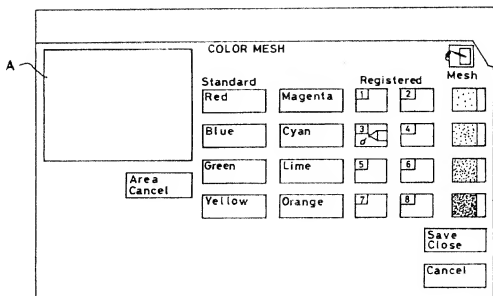 COLOR MESH
A
Standard
Registered
Mesh
Red
Magenta
1
2
Blue
Cyan
3
4
Green
Lime
5
6
Area
Cancel
Yellow
Orange
7
8
Save
Close
Cancel